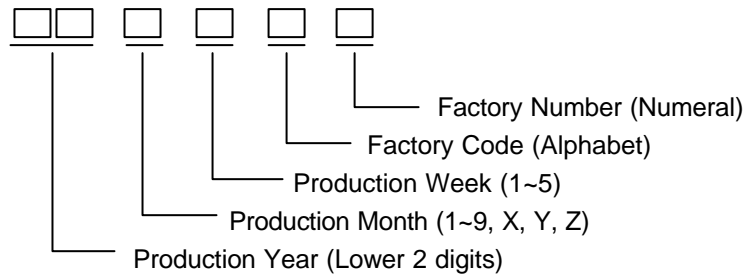 Factory Number (Numeral)
Factory Code (Alphabet)
Production Week (1~5)
Production Month (1~9, X, Y, Z)
Production Year (Lower 2 digits)